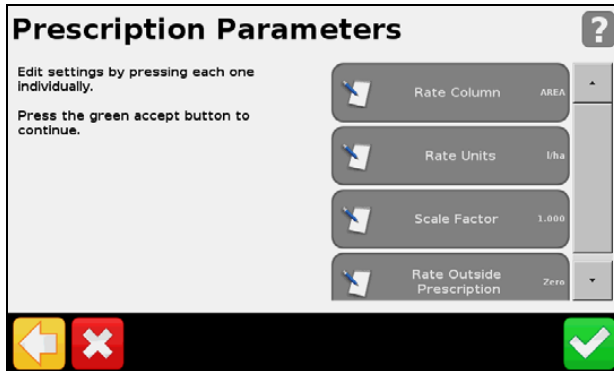 Prescription Parameters
?
Edit settings by pressing each one
individually.
Press the green accept button to
continue.
Rate Column AREA
Rate Units l/ha
Scale Factor 1.000
Rate Outside
Prescription Zero